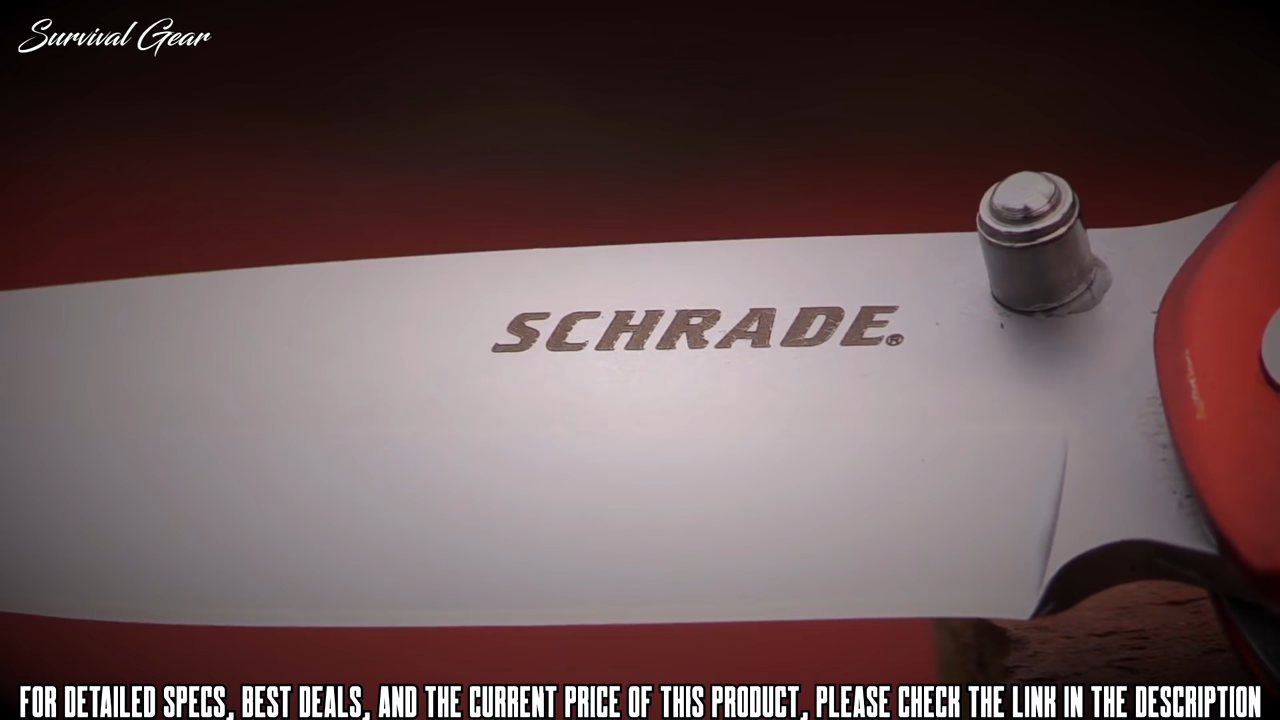 Survival Gear
SCHRADE®
FOR DETAILED SPECS, BEST DEALS, AND THE CURRENT PRICE OF THIS PRODUCT, PLEASE CHECK THE LINK IN THE DESCRIPTION